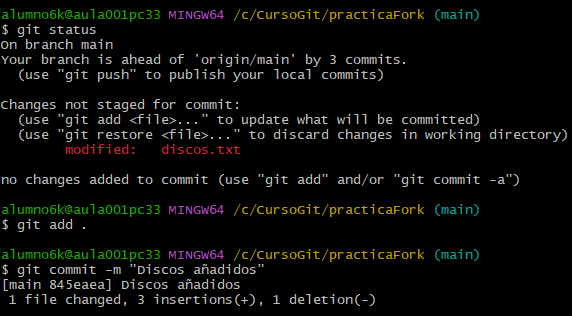 alumno6k@aula001pc33 MINGW64 /c/CursoGit/practicaFork (main)
$ git status
On branch main
Your branch is ahead of 'origin/main' by 3 commits.
  (use "git push" to publish your local commits)

Changes not staged for commit:
  (use "git add <file>..." to update what will be committed)
  (use "git restore <file>..." to discard changes in working directory)
        modified:   discos.txt

no changes added to commit (use "git add" and/or "git commit -a")

alumno6k@aula001pc33 MINGW64 /c/CursoGit/practicaFork (main)
$ git add .

alumno6k@aula001pc33 MINGW64 /c/CursoGit/practicaFork (main)
$ git commit -m "Discos añadidos"
[main 845eaea] Discos añadidos
 1 file changed, 3 insertions(+), 1 deletion(-)